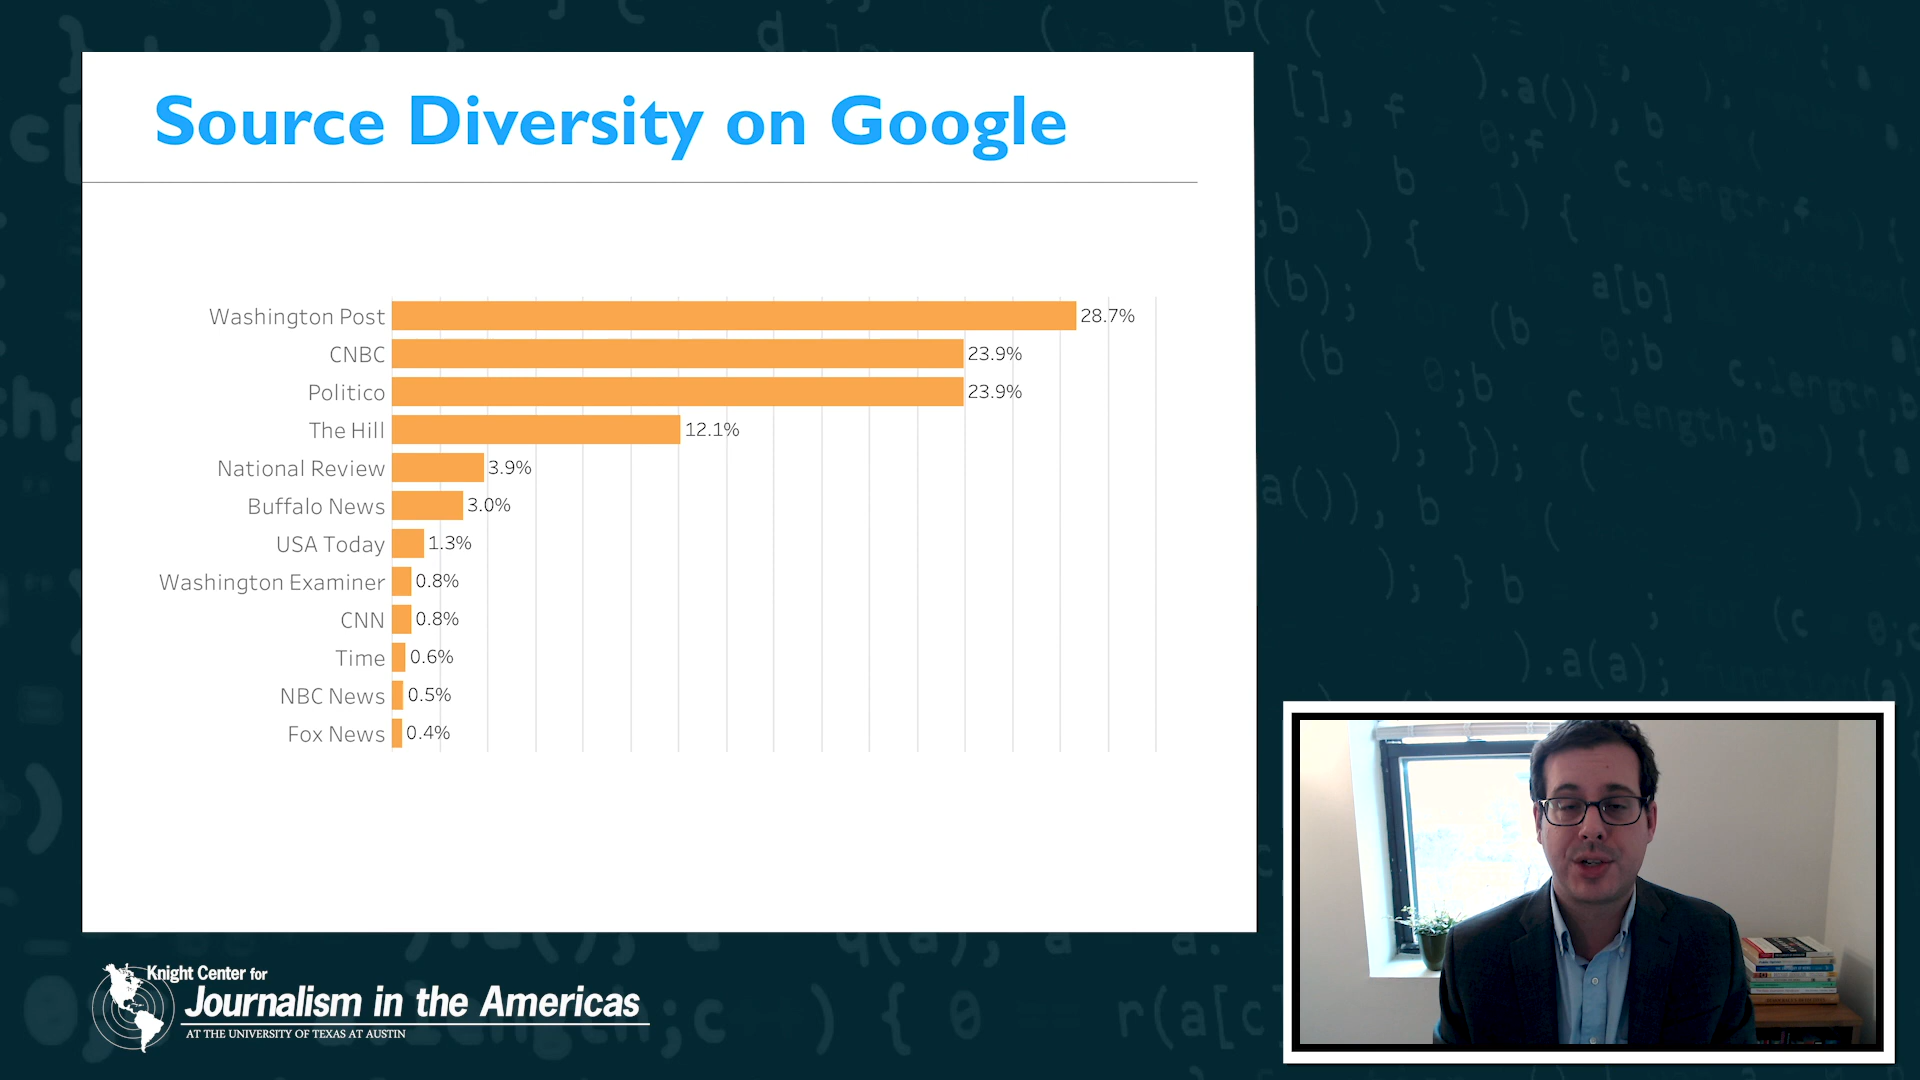 Source Diversity on Google
Washington Post 28.7%
CNBC 23.9%
Politico 23.9%
The Hill 12.1%
National Review 3.9%
Buffalo News 3.0%
USA Today 1.3%
Washington Examiner 0.8%
CNN 0.8%
Time 0.6%
NBC News 0.5%
Fox News 0.4%
Knight Center for
Journalism in the Americas
AT THE UNIVERSITY OF TEXAS AT AUSTIN